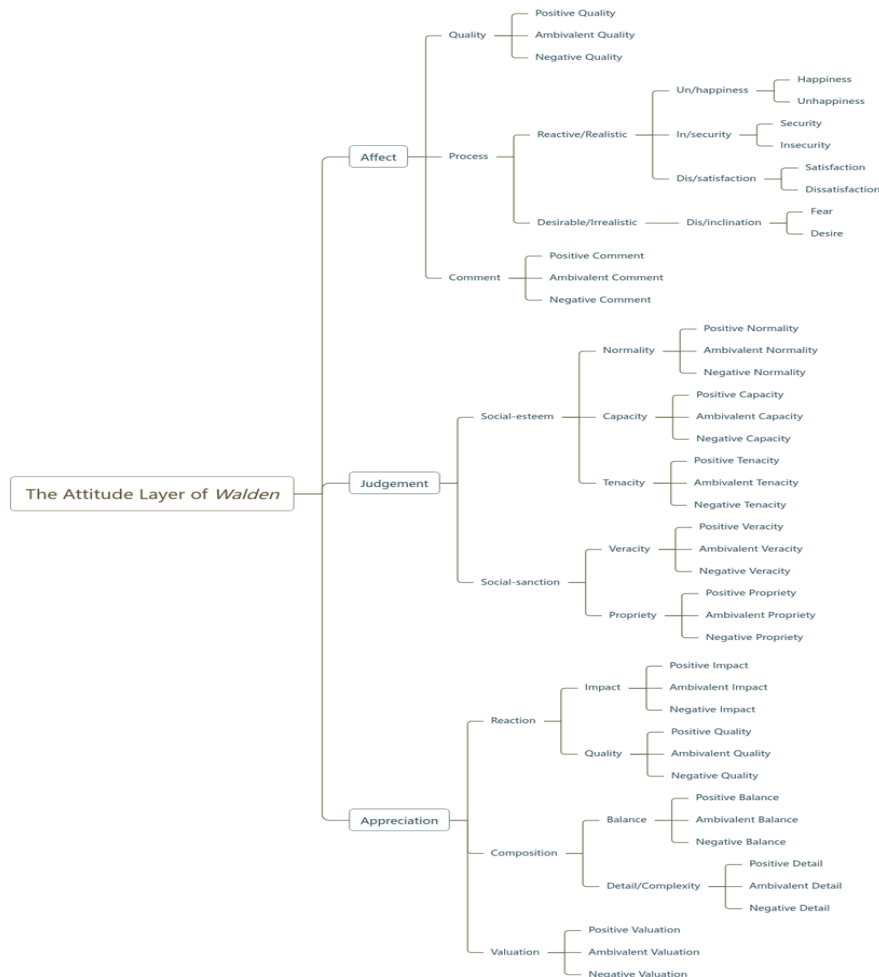 The Attitude Layer of Walden
Affect
Quality
Positive Quality
Ambivalent Quality
Negative Quality
Process
Reactive/Realistic
Un/happiness
Happiness
Unhappiness
In/security
Security
Insecurity
Dis/satisfaction
Satisfaction
Dissatisfaction
Desirable/Irrealistic
Dis/inclination
Fear
Desire
Comment
Positive Comment
Ambivalent Comment
Negative Comment
Judgement
Social-esteem
Normality
Positive Normality
Ambivalent Normality
Negative Normality
Capacity
Positive Capacity
Ambivalent Capacity
Negative Capacity
Tenacity
Positive Tenacity
Ambivalent Tenacity
Negative Tenacity
Social-sanction
Veracity
Positive Veracity
Ambivalent Veracity
Negative Veracity
Propriety
Positive Propriety
Ambivalent Propriety
Negative Propriety
Appreciation
Reaction
Impact
Positive Impact
Ambivalent Impact
Negative Impact
Quality
Positive Quality
Ambivalent Quality
Negative Quality
Composition
Balance
Positive Balance
Ambivalent Balance
Negative Balance
Detail/Complexity
Positive Detail
Ambivalent Detail
Negative Detail
Valuation
Positive Valuation
Ambivalent Valuation
Negative Valuation